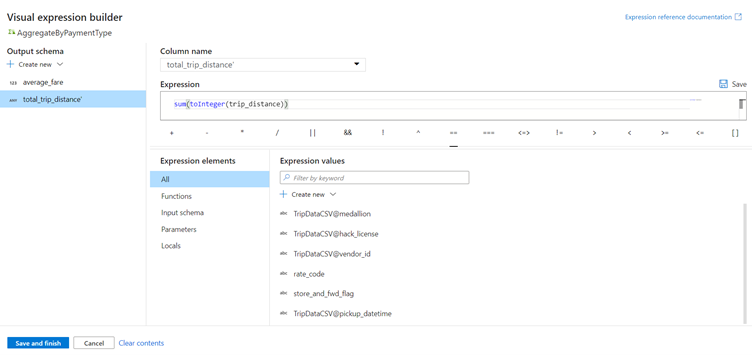 Visual expression builder
Expression reference documentation
AggregateByPaymentType
Output schema
Create new
123 average_fare
ANY total_trip_distance'
Column name
total_trip_distance'
Expression
Save
sum(toInteger(trip_distance))
+ - * / || && ! ^ == === <=> != > < >= <= [ ]
Expression elements
All
Functions
Input schema
Parameters
Locals
Expression values
Filter by keyword
Create new
abc TripDataCSV@medallion
abc TripDataCSV@hack_license
abc TripDataCSV@vendor_id
abc rate_code
abc store_and_fwd_flag
abc TripDataCSV@pickup_datetime
Save and finish
Cancel
Clear contents